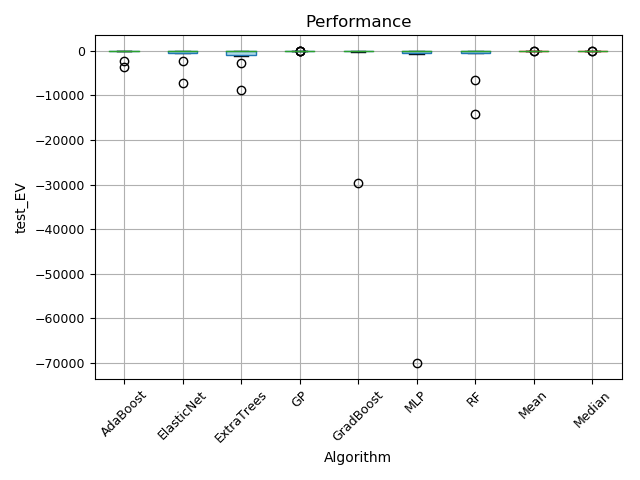 Performance
test_EV
0
−10000
−20000
−30000
−40000
−50000
−60000
−70000
AdaBoost
ElasticNet
ExtraTrees
GP
GradBoost
MLP
RF
Mean
Median
Algorithm